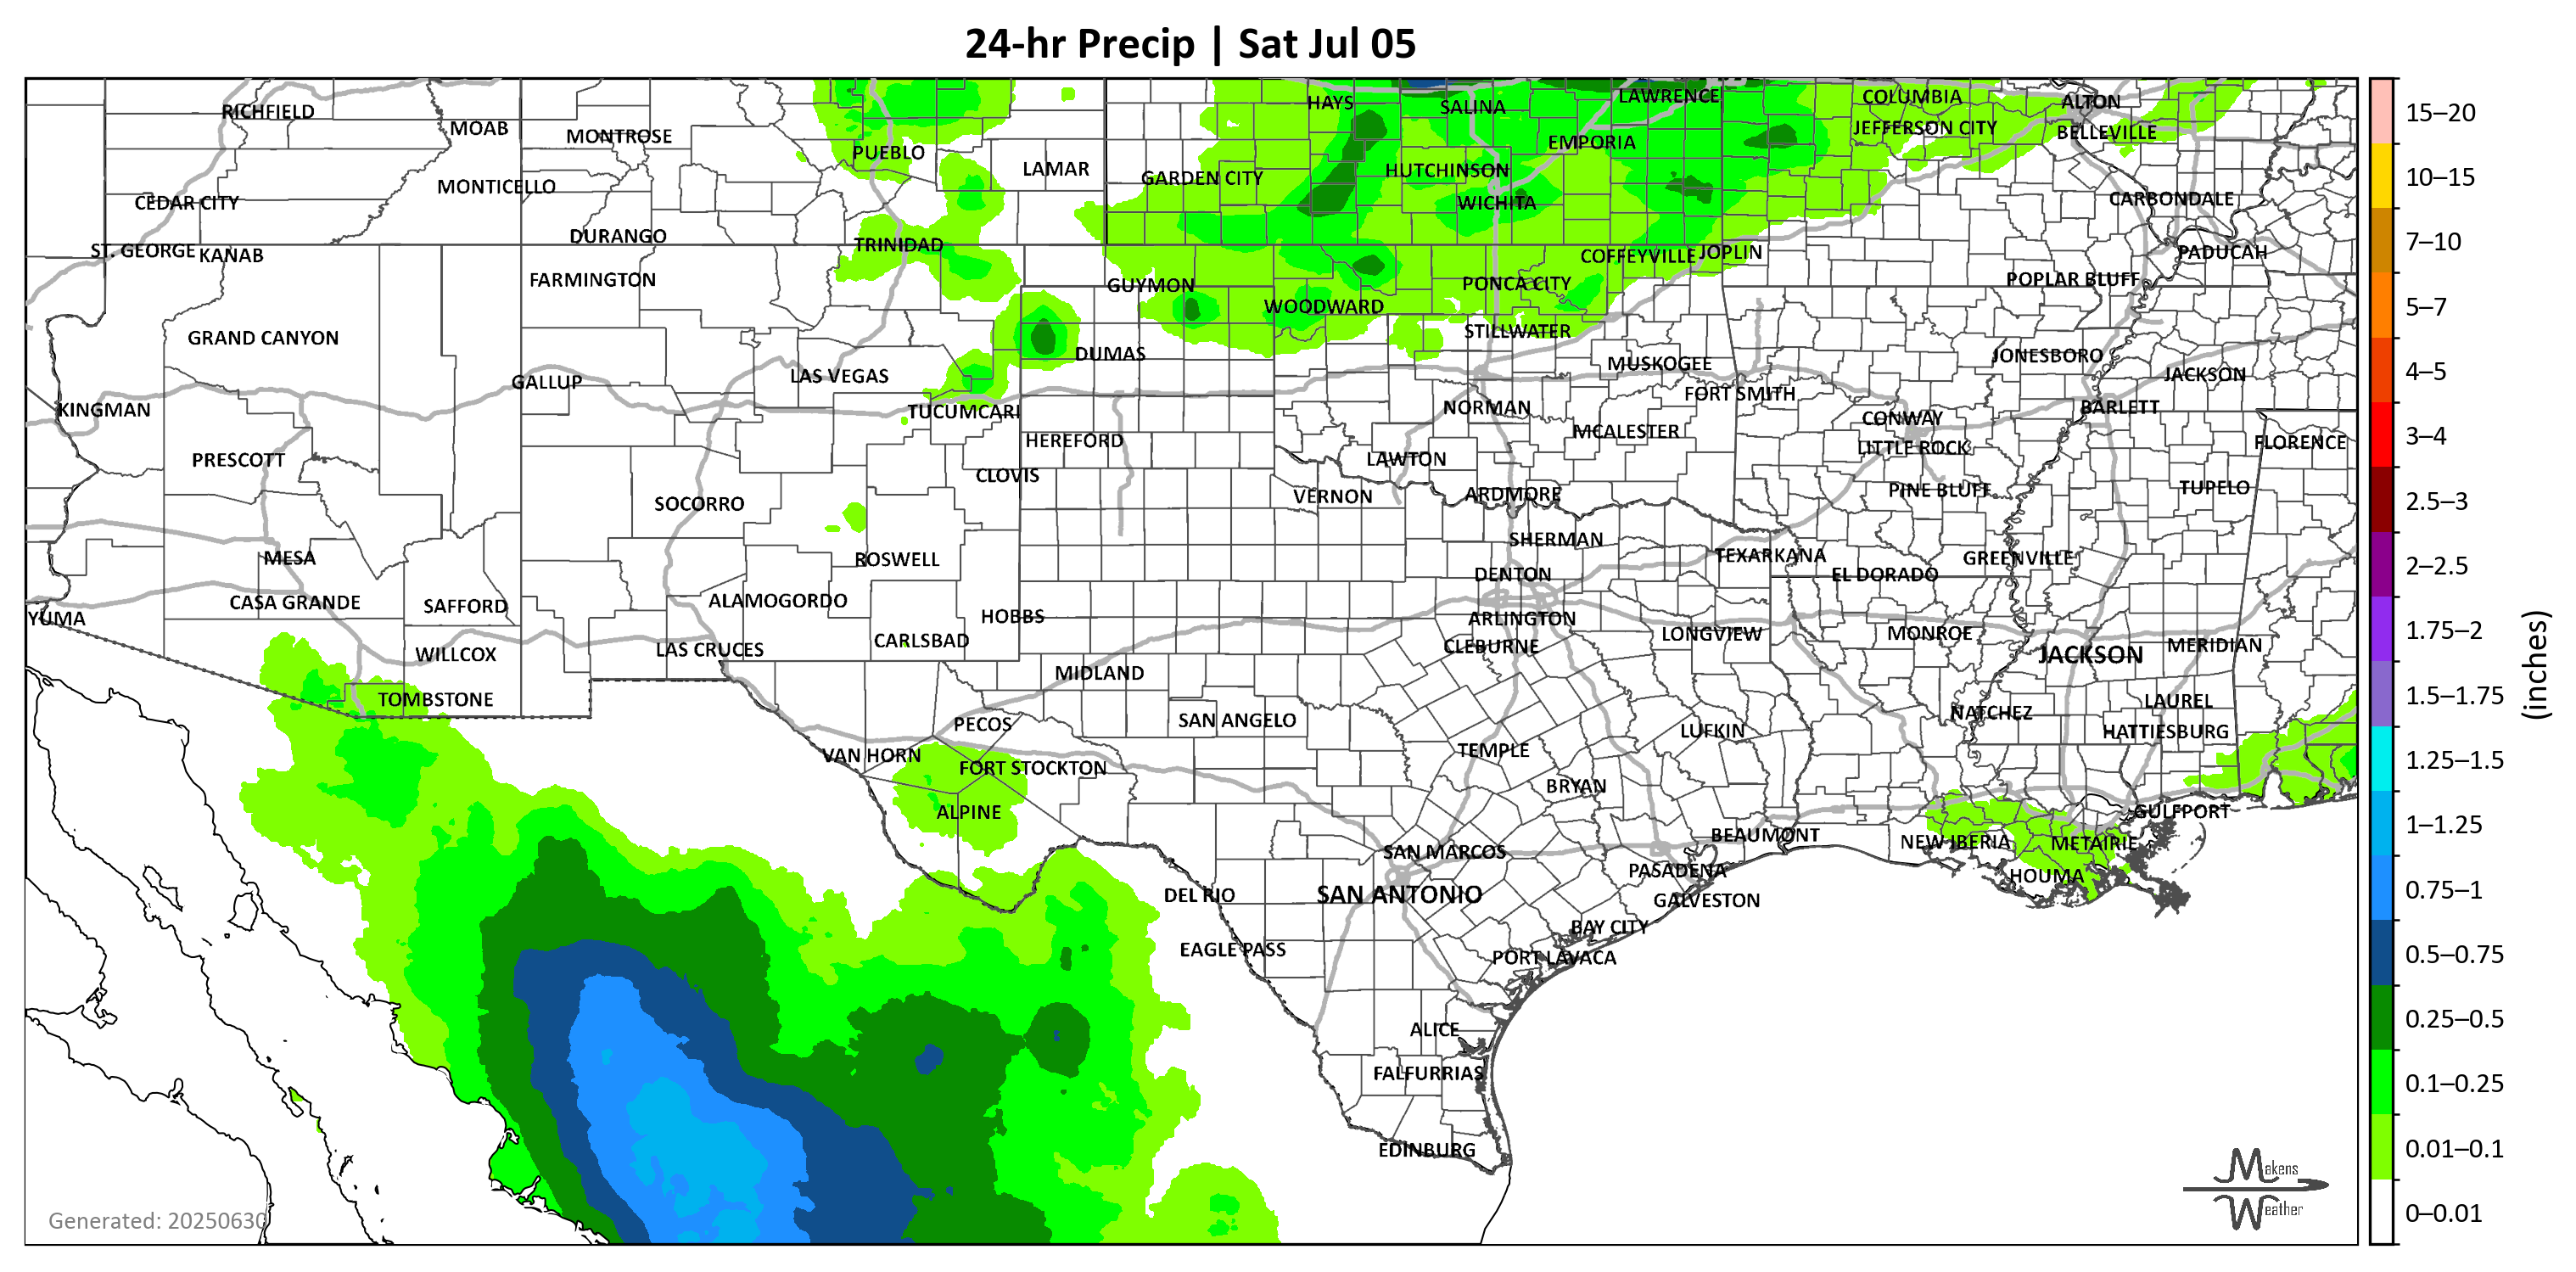 24-hr Precip | Sat Jul 05
RICHFIELD
MOAB
MONTROSE
PUEBLO
LAMAR
HAYS
SALINA
LAWRENCE
COLUMBIA
ALTON
JEFFERSON CITY
BELLEVILLE
EMPORIA
HUTCHINSON
GARDEN CITY
MONTICELLO
CEDAR CITY
WICHITA
CARBONDALE
DURANGO
TRINIDAD
ST. GEORGE
KANAB
COFFEYVILLE
JOPLIN
PADUCAH
FARMINGTON
GUYMON
PONCA CITY
POPLAR BLUFF
WOODWARD
STILLWATER
GRAND CANYON
DUMAS
MUSKOGEE
JONESBORO
LAS VEGAS
GALLUP
FORT SMITH
JACKSON
KINGMAN
TUCUMCARI
NORMAN
CONWAY
BARLETT
HEREFORD
MCALESTER
LITTLE ROCK
FLORENCE
PRESCOTT
CLOVIS
LAWTON
SOCORRO
VERNON
ARDMORE
PINE BLUFF
TUPELO
MESA
ROSWELL
SHERMAN
TEXARKANA
GREENVILLE
DENTON
EL DORADO
CASA GRANDE
SAFFORD
ALAMOGORDO
HOBBS
YUMA
ARLINGTON
LONGVIEW
MONROE
WILLCOX
LAS CRUCES
CARLSBAD
CLEBURNE
JACKSON
MERIDIAN
MIDLAND
TOMBSTONE
PECOS
SAN ANGELO
LUFKIN
NATCHEZ
LAUREL
HATTIESBURG
VAN HORN
FORT STOCKTON
TEMPLE
BRYAN
ALPINE
BEAUMONT
GULFPORT
NEW IBERIA
METAIRIE
SAN MARCOS
PASADENA
HOUMA
DEL RIO
SAN ANTONIO
GALVESTON
BAY CITY
EAGLE PASS
PORT LAVACA
ALICE
FALFURRIAS
EDINBURG
Generated: 20250630
Makens
Weather
15–20
10–15
7–10
5–7
4–5
3–4
2.5–3
2–2.5
1.75–2
1.5–1.75
1.25–1.5
1–1.25
0.75–1
0.5–0.75
0.25–0.5
0.1–0.25
0.01–0.1
0–0.01
(inches)